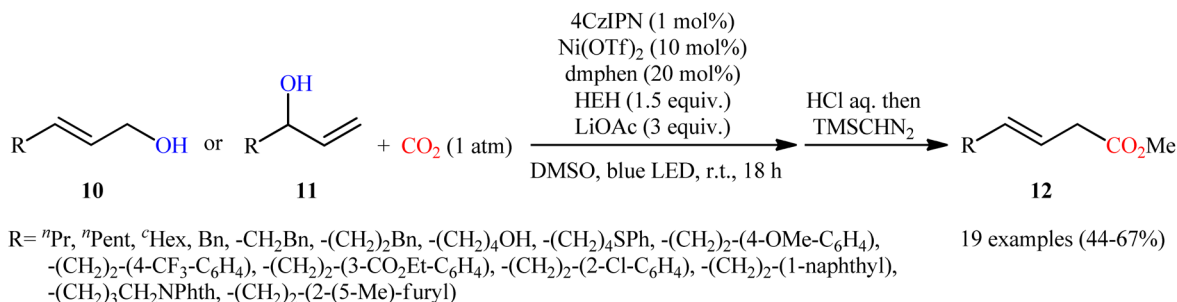 4CzIPN (1 mol%)
Ni(OTf)₂ (10 mol%)
dmphen (20 mol%)
HEH (1.5 equiv.)
LiOAc (3 equiv.)
DMSO, blue LED, r.t., 18 h
HCl aq. then
TMSCHN₂
R
OH
10
or
OH
R
11
+ CO₂ (1 atm)
R
CO₂Me
12
R= ⁿPr, ⁿPent, ᶜHex, Bn, -CH₂Bn, -(CH₂)₂Bn, -(CH₂)₄OH, -(CH₂)₄SPh, -(CH₂)₂-(4-OMe-C₆H₄),
-(CH₂)₂-(4-CF₃-C₆H₄), -(CH₂)₂-(3-CO₂Et-C₆H₄), -(CH₂)₂-(2-Cl-C₆H₄), -(CH₂)₂-(1-naphthyl),
-(CH₂)₃CH₂NPhth, -(CH₂)₂-(2-(5-Me)-furyl)
19 examples (44-67%)